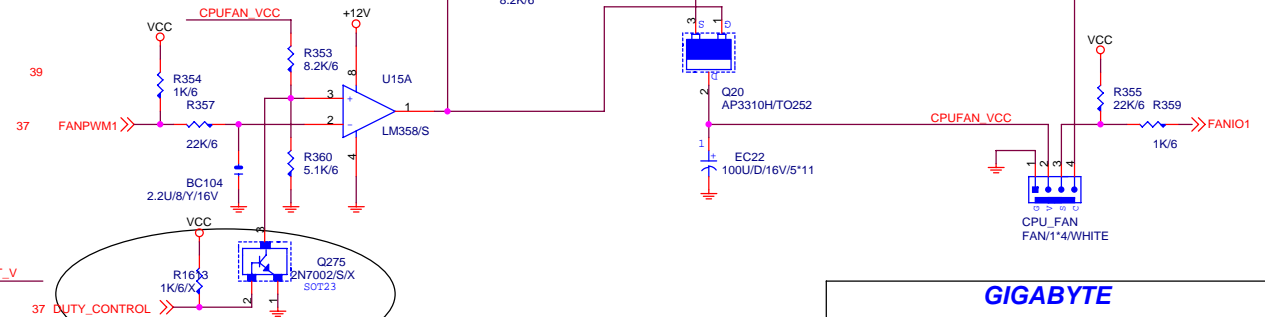 8.2K/6
CPUFAN_VCC
+12V
VCC
39
R354
1K/6
R353
8.2K/6
8
U15A
3
+
1
2
-
LM358/S
4
37 FANPWM1
R357
22K/6
R360
5.1K/6
BC104
2.2U/8/Y/16V
3
S
1
G
D
2
Q20
AP3310H/TO252
CPUFAN_VCC
1
+
EC22
100U/D/16V/5*11
VCC
R355
22K/6
R359
1K/6
FANIO1
1
2
3
4
G
V
S
C
CPU_FAN
FAN/1*4/WHITE
VCC
3
Q275
2N7002/S/X
SOT23
R1613
1K/6/X
2
1
T_V
37 DUTY_CONTROL
GIGABYTE